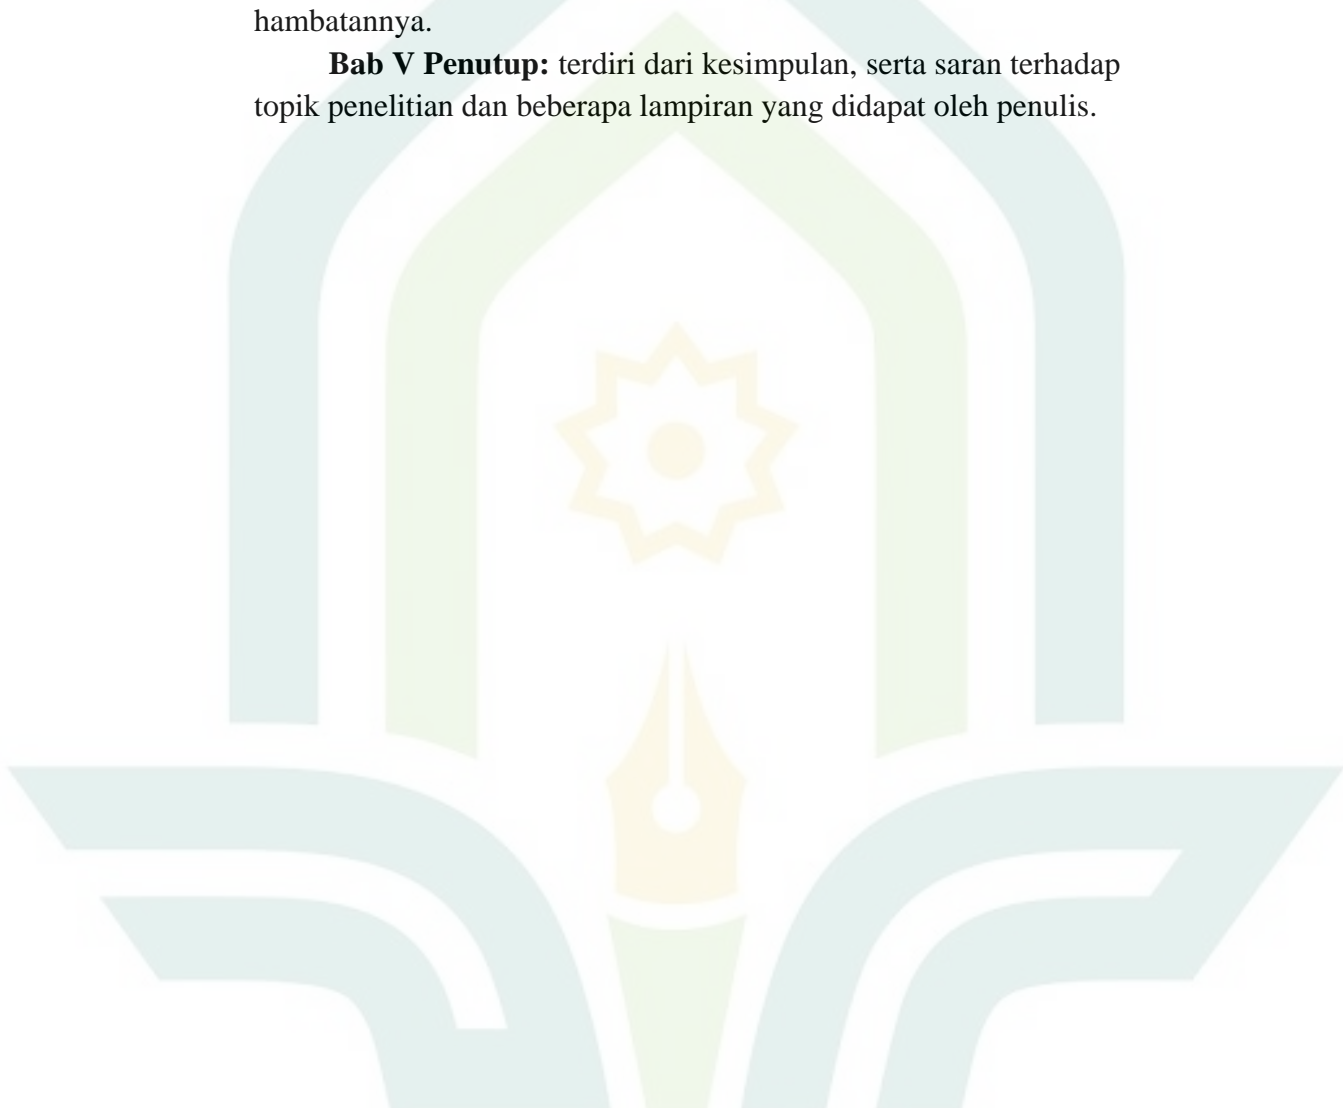 hambatannya.
Bab V Penutup: terdiri dari kesimpulan, serta saran terhadap
topik penelitian dan beberapa lampiran yang didapat oleh penulis.